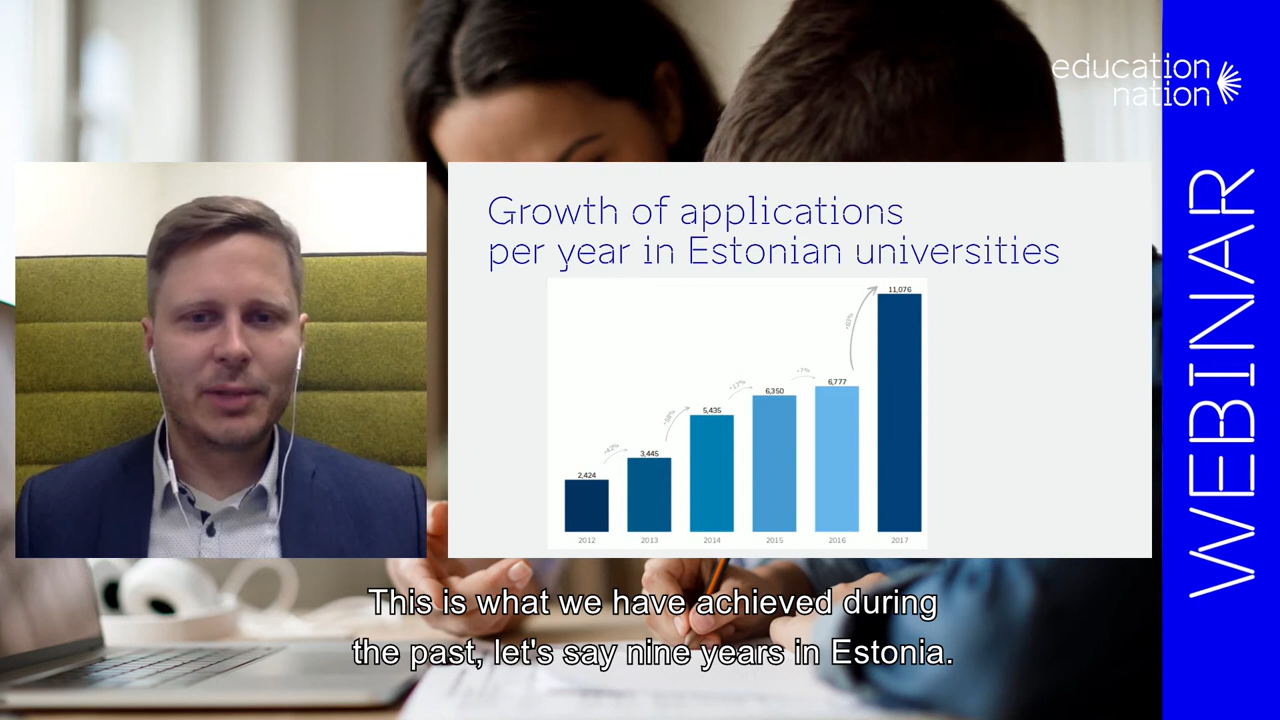 education
nation
WEBINAR
Growth of applications
per year in Estonian universities
11,076
6,777
6,350
5,435
3,445
2,424
+7%
2012
2013
2014
2015
2016
2017
This is what we have achieved during
the past, let's say nine years in Estonia.